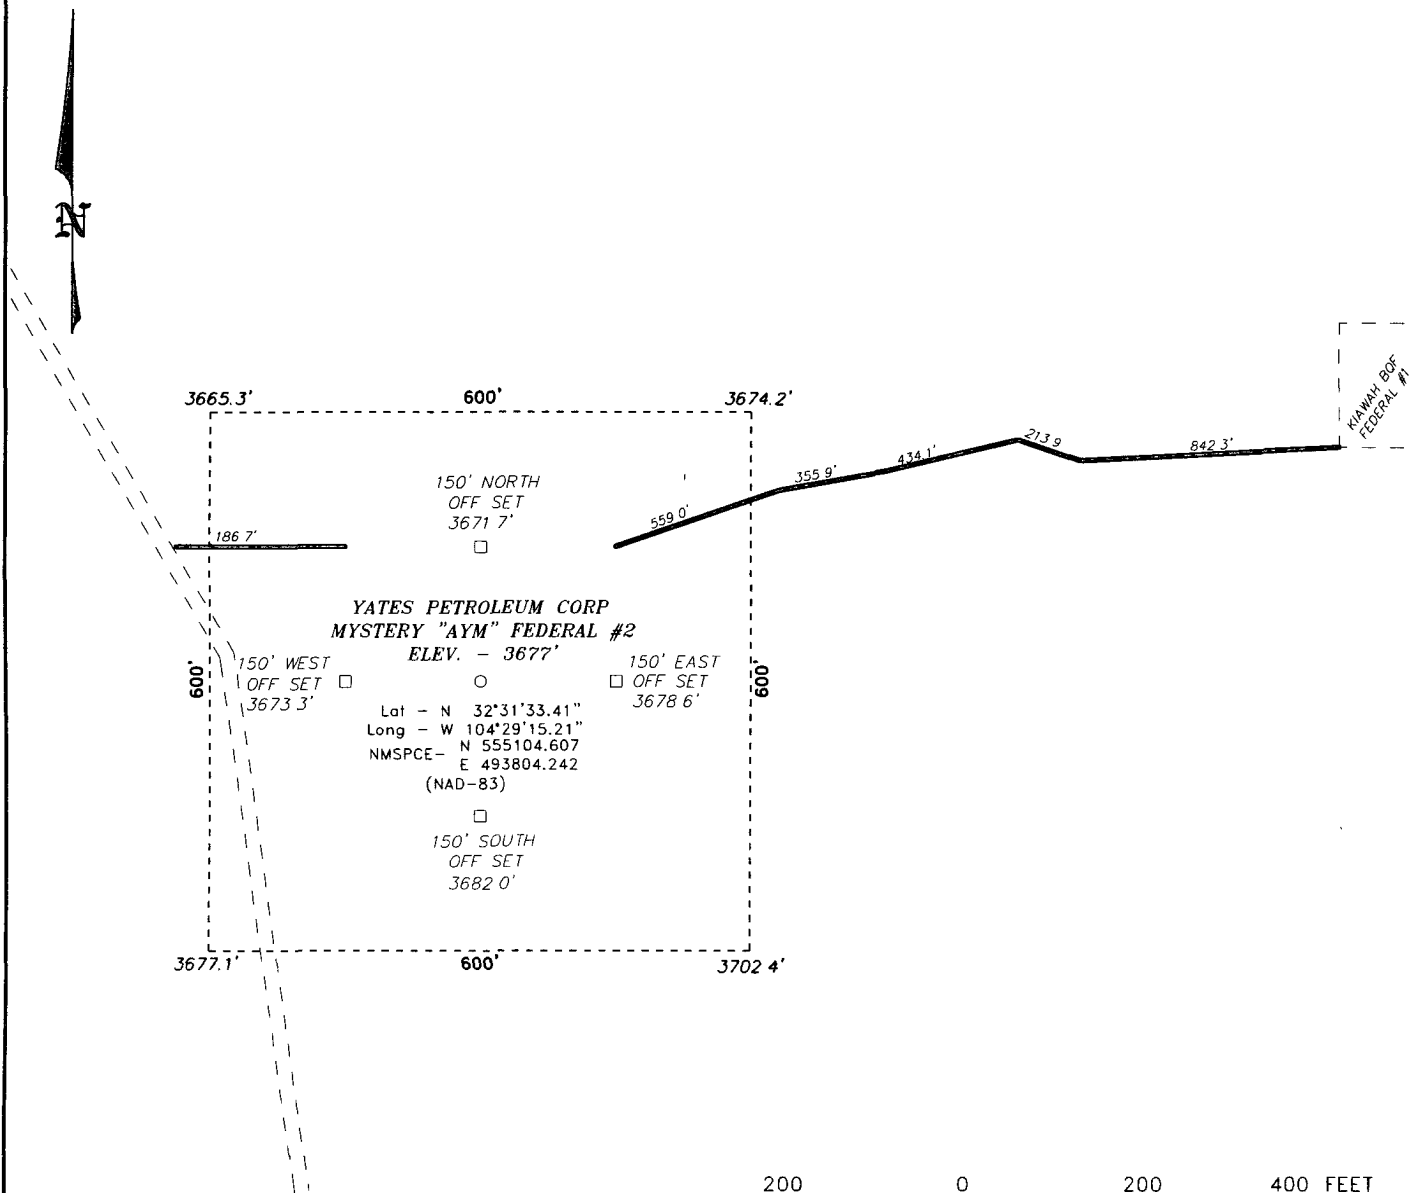 N
3665.3'
600'
3674.2'
KIAWAH BQF
FEDERAL #1
213 9
842 3'
434.1'
355 9'
559 0'
186 7'
150' NORTH
OFF SET
3671 7'
YATES PETROLEUM CORP
MYSTERY "AYM" FEDERAL #2
ELEV. - 3677'
600'
150' WEST
OFF SET
3673 3'
150' EAST
OFF SET
3678 6'
600'
Lat - N 32°31'33.41"
Long - W 104°29'15.21"
NMSPCE- N 555104.607
E 493804.242
(NAD-83)
150' SOUTH
OFF SET
3682 0'
3677.1'
600'
3702 4'
200 0 200 400 FEET